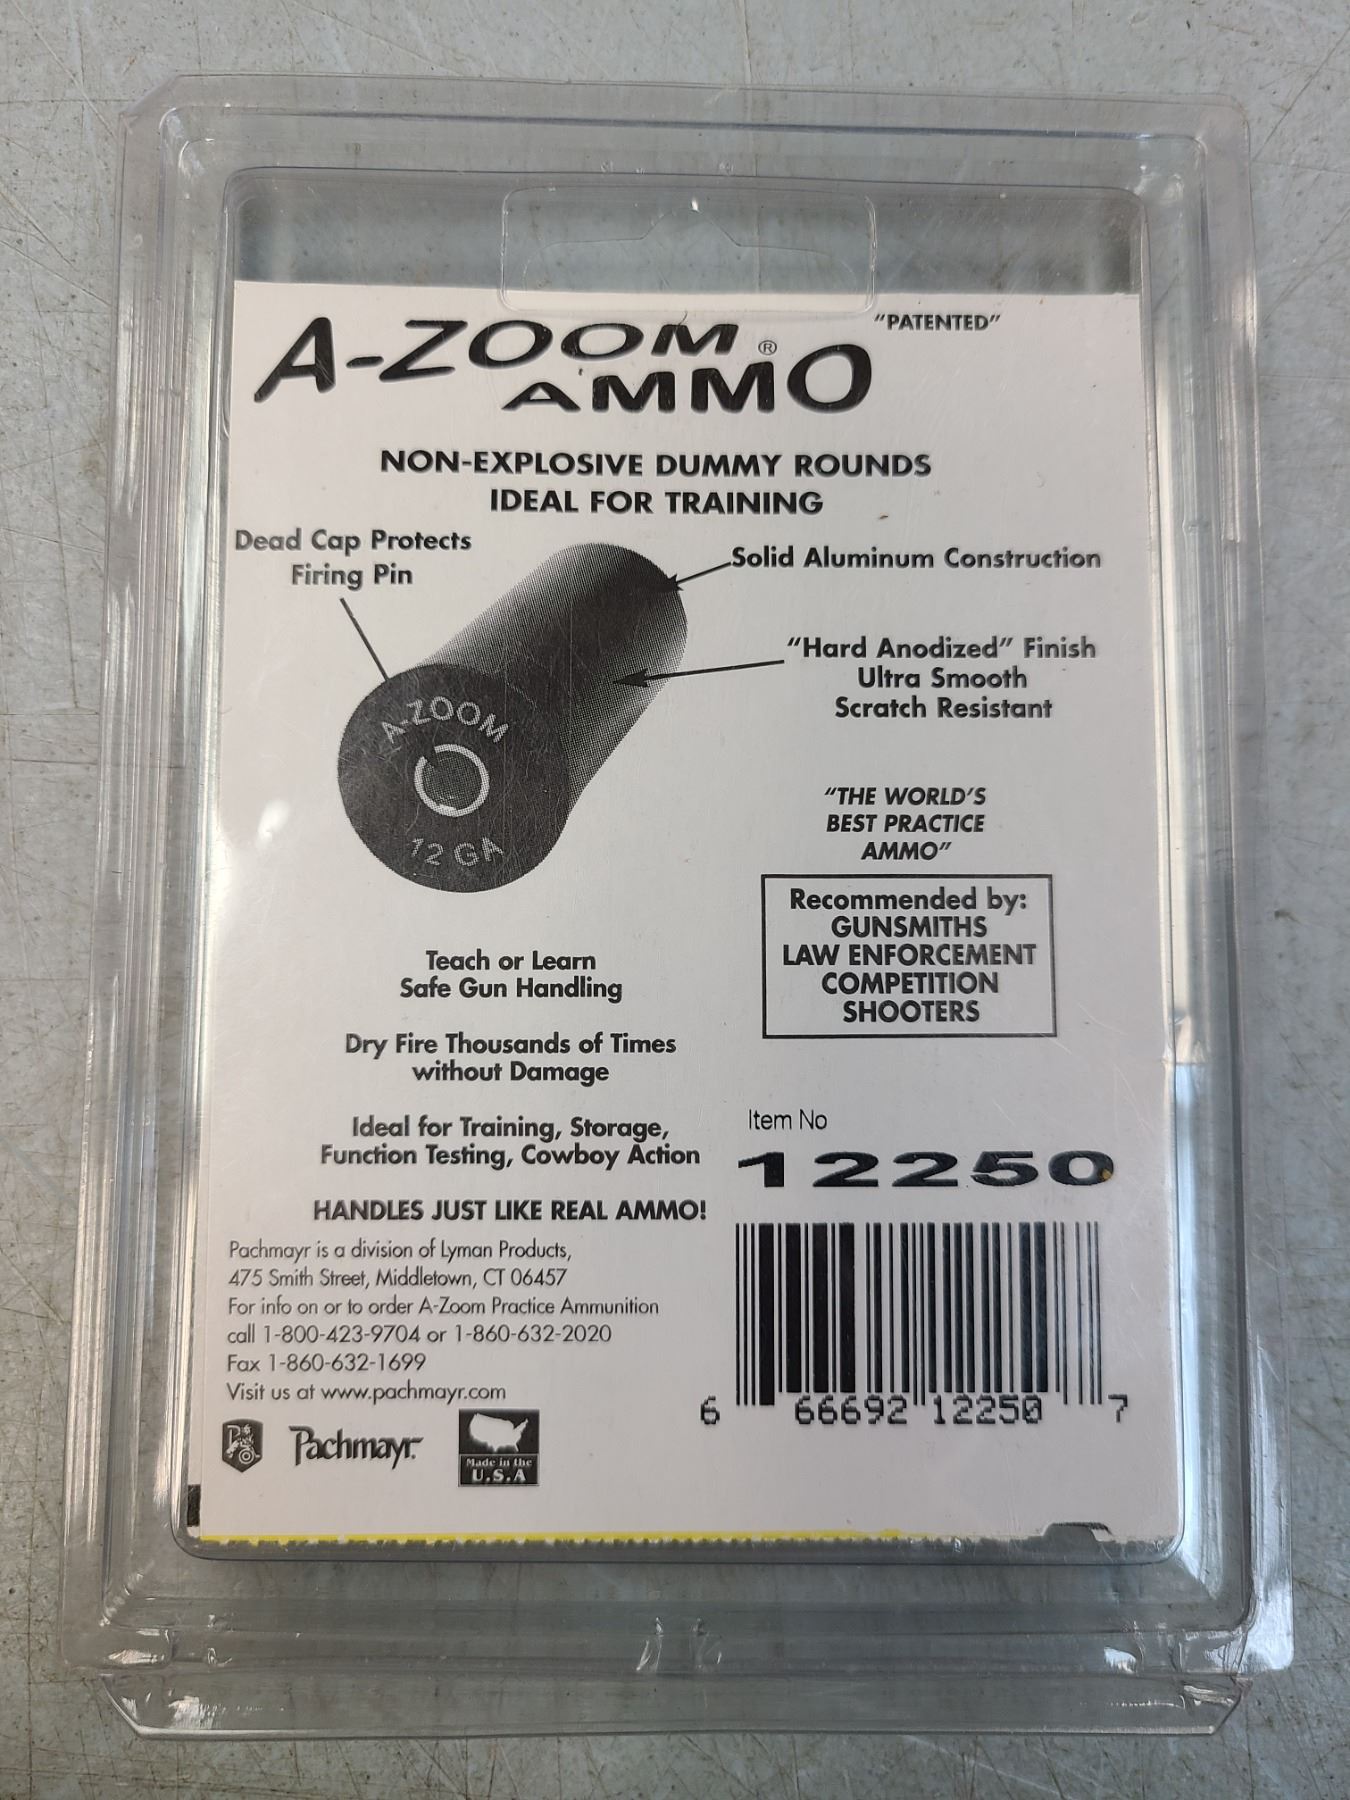 A-ZOOM ® AMMO
"PATENTED"
NON-EXPLOSIVE DUMMY ROUNDS
IDEAL FOR TRAINING
Dead Cap Protects
Firing Pin
Solid Aluminum Construction
"Hard Anodized" Finish
Ultra Smooth
Scratch Resistant
A-ZOOM
12 GA
"THE WORLD'S
BEST PRACTICE
AMMO"
Recommended by:
GUNSMITHS
LAW ENFORCEMENT
COMPETITION
SHOOTERS
Teach or Learn
Safe Gun Handling
Dry Fire Thousands of Times
without Damage
Ideal for Training, Storage,
Function Testing, Cowboy Action
HANDLES JUST LIKE REAL AMMO!
Item No
12250
Pachmayr is a division of Lyman Products,
475 Smith Street, Middletown, CT 06457
For info on or to order A-Zoom Practice Ammunition
call 1-800-423-9704 or 1-860-632-2020
Fax 1-860-632-1699
Visit us at www.pachmayr.com
6 66692 12250 7
Pachmayr
Made in the
U.S.A